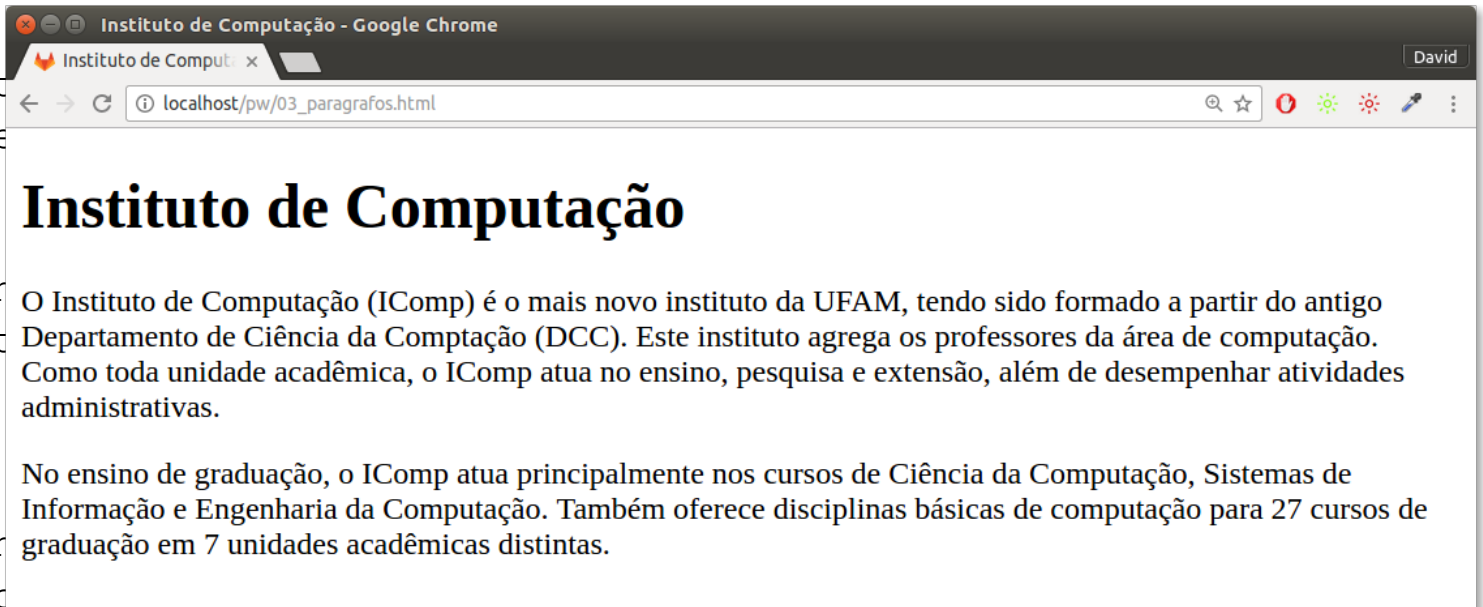 Instituto de Computação - Google Chrome
Instituto de Comput
David
localhost/pw/03_paragrafos.html
Instituto de Computação
O Instituto de Computação (IComp) é o mais novo instituto da UFAM, tendo sido formado a partir do antigo
Departamento de Ciência da Comptação (DCC). Este instituto agrega os professores da área de computação.
Como toda unidade acadêmica, o IComp atua no ensino, pesquisa e extensão, além de desempenhar atividades
administrativas.
No ensino de graduação, o IComp atua principalmente nos cursos de Ciência da Computação, Sistemas de
Informação e Engenharia da Computação. Também oferece disciplinas básicas de computação para 27 cursos de
graduação em 7 unidades acadêmicas distintas.